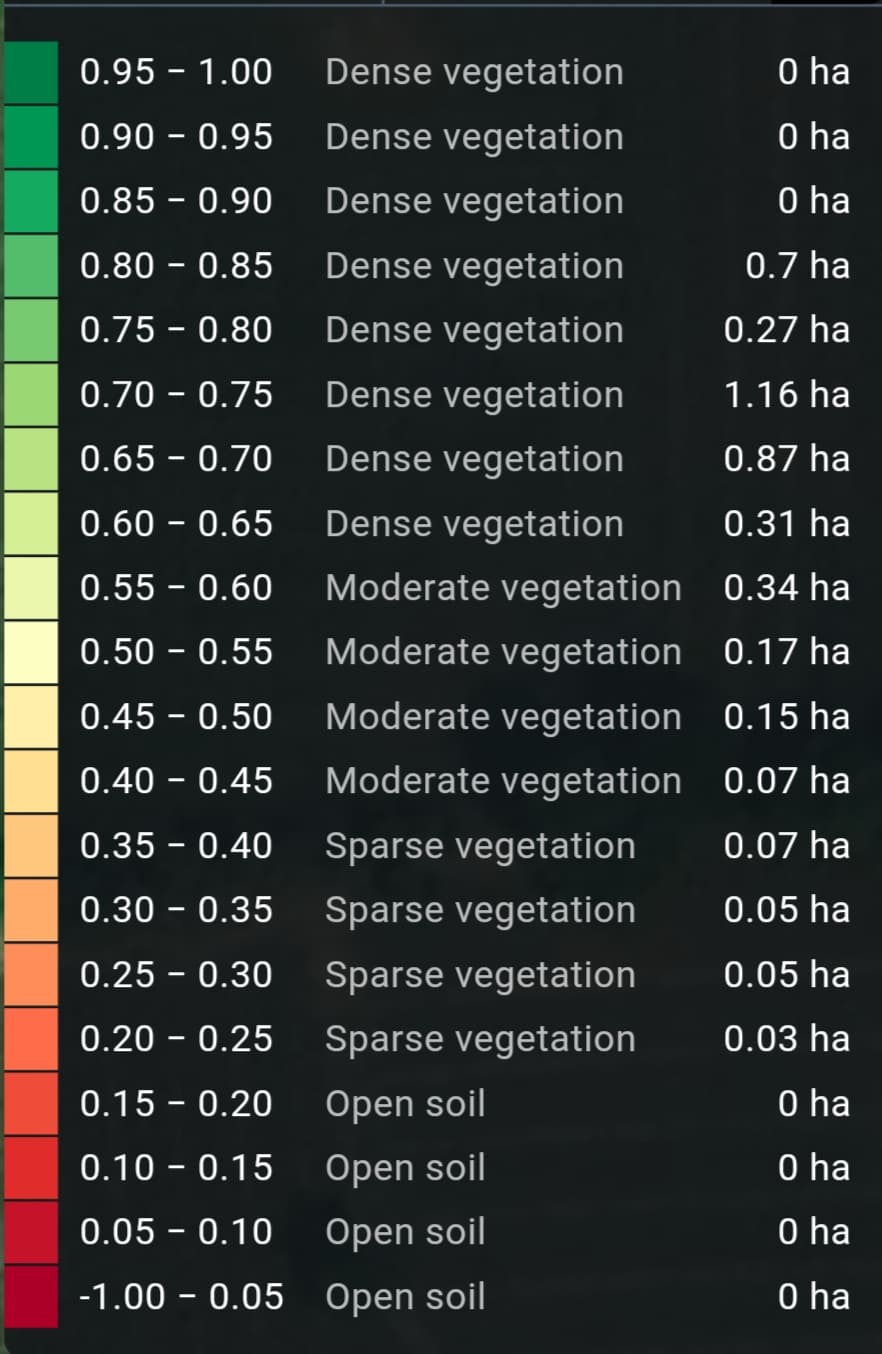 0.95 – 1.00 Dense vegetation 0 ha
0.90 – 0.95 Dense vegetation 0 ha
0.85 – 0.90 Dense vegetation 0 ha
0.80 – 0.85 Dense vegetation 0.7 ha
0.75 – 0.80 Dense vegetation 0.27 ha
0.70 – 0.75 Dense vegetation 1.16 ha
0.65 – 0.70 Dense vegetation 0.87 ha
0.60 – 0.65 Dense vegetation 0.31 ha
0.55 – 0.60 Moderate vegetation 0.34 ha
0.50 – 0.55 Moderate vegetation 0.17 ha
0.45 – 0.50 Moderate vegetation 0.15 ha
0.40 – 0.45 Moderate vegetation 0.07 ha
0.35 – 0.40 Sparse vegetation 0.07 ha
0.30 – 0.35 Sparse vegetation 0.05 ha
0.25 – 0.30 Sparse vegetation 0.05 ha
0.20 – 0.25 Sparse vegetation 0.03 ha
0.15 – 0.20 Open soil 0 ha
0.10 – 0.15 Open soil 0 ha
0.05 – 0.10 Open soil 0 ha
-1.00 – 0.05 Open soil 0 ha